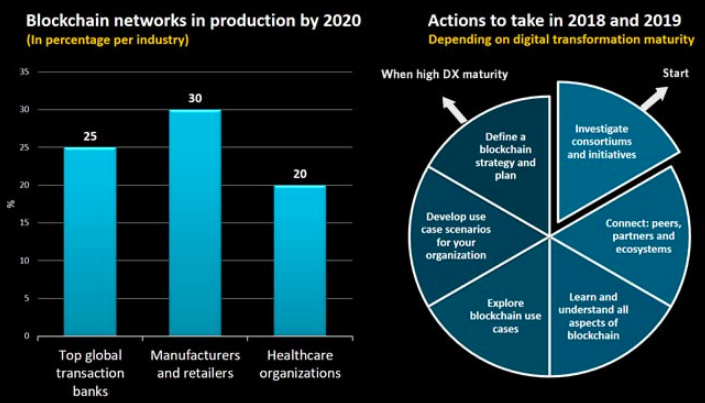 Blockchain networks in production by 2020
(In percentage per industry)
35
30
25
20
15
10
5
0
%
25
30
20
Top global
transaction
banks
Manufacturers
and retailers
Healthcare
organizations
Actions to take in 2018 and 2019
Depending on digital transformation maturity
When high DX maturity
Start
Investigate
consortiums
and initiatives
Connect: peers,
partners and
ecosystems
Learn and
understand all
aspects of
blockchain
Explore
blockchain use
cases
Develop use
case scenarios
for your
organization
Define a
blockchain
strategy and
plan